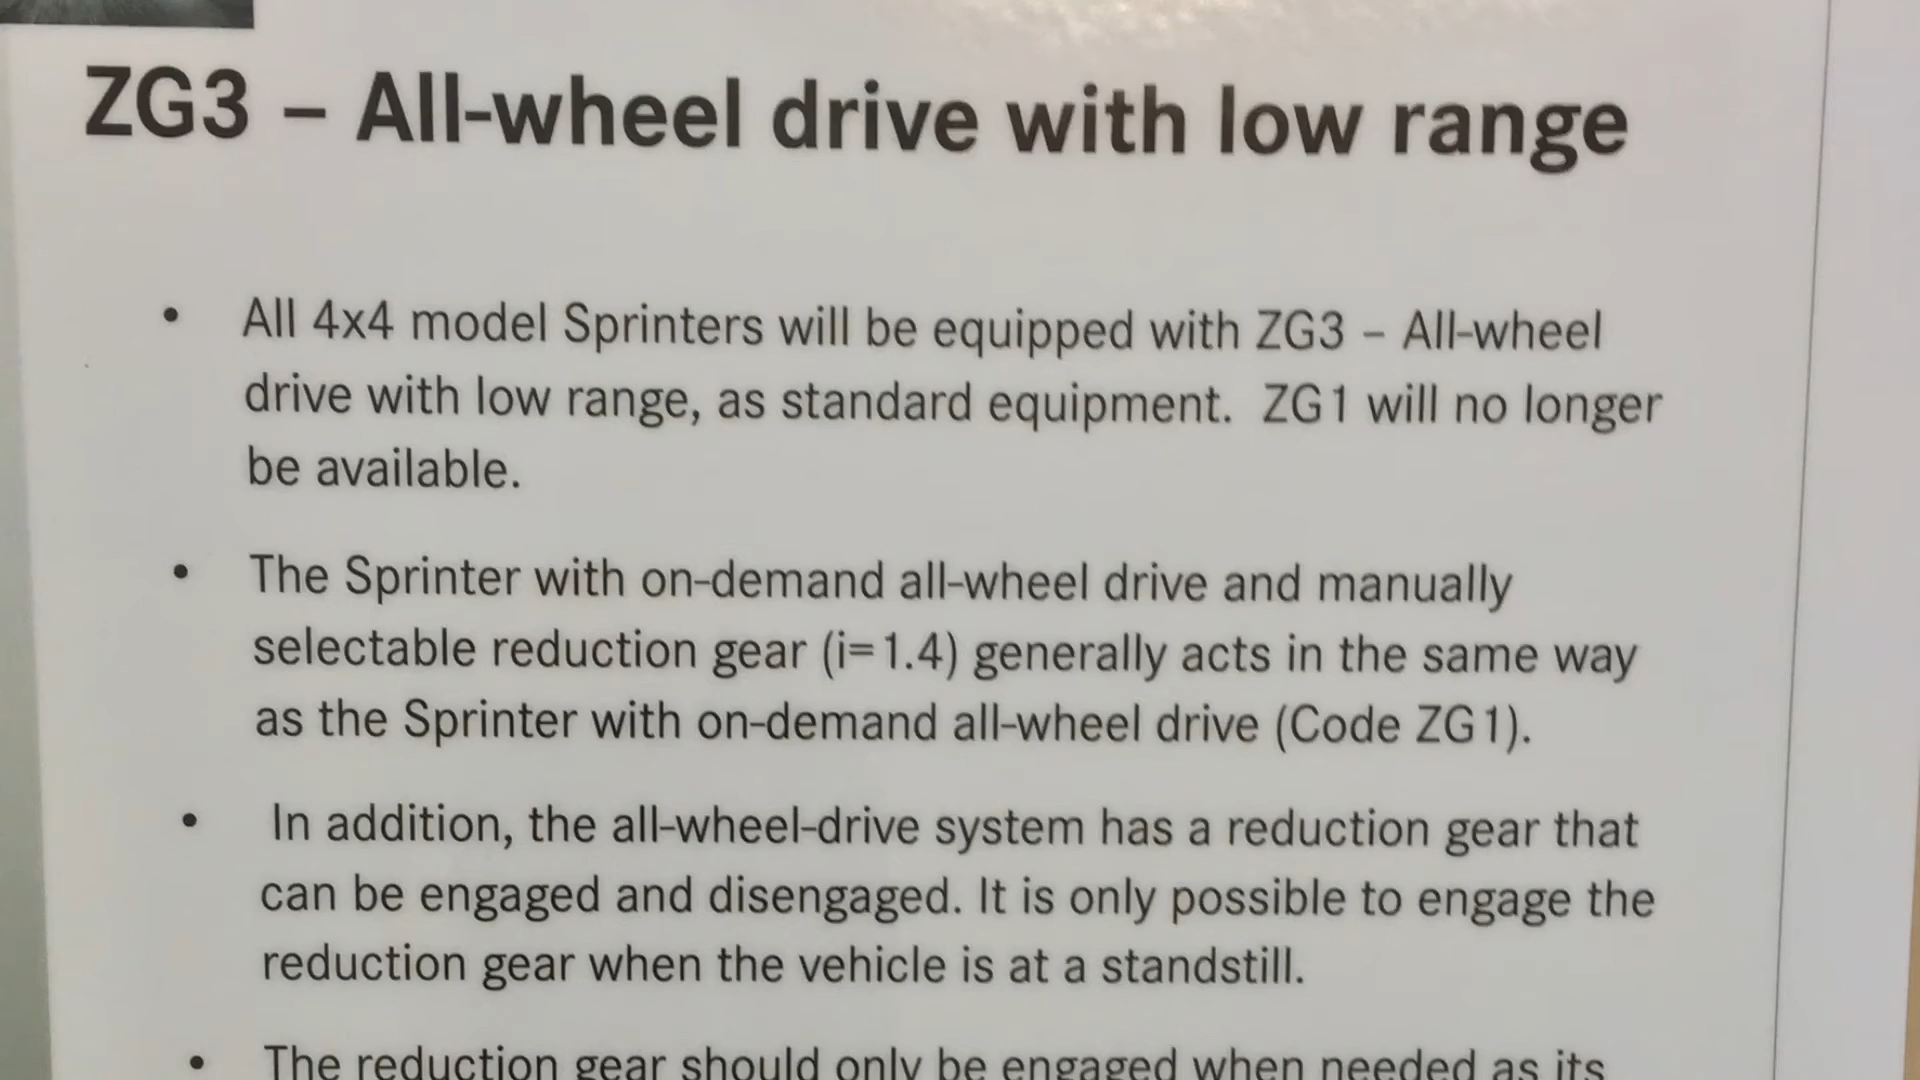 ZG3 – All-wheel drive with low range
• All 4x4 model Sprinters will be equipped with ZG3 – All-wheel
drive with low range, as standard equipment. ZG1 will no longer
be available.
• The Sprinter with on-demand all-wheel drive and manually
selectable reduction gear (i=1.4) generally acts in the same way
as the Sprinter with on-demand all-wheel drive (Code ZG1).
• In addition, the all-wheel-drive system has a reduction gear that
can be engaged and disengaged. It is only possible to engage the
reduction gear when the vehicle is at a standstill.
• The reduction gear should only be engaged when needed as its